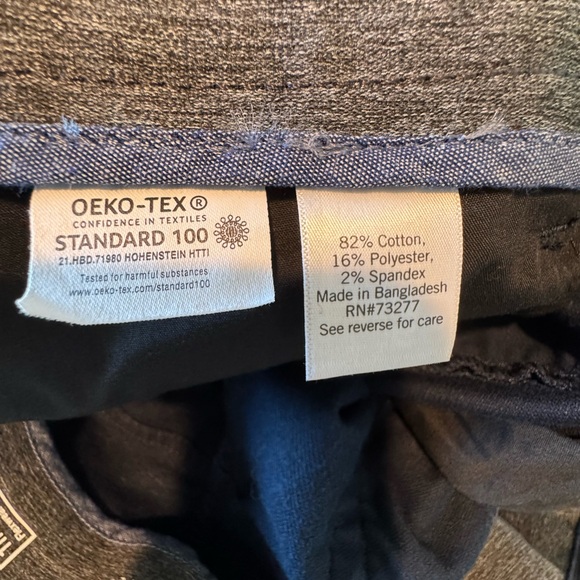 OEKO-TEX®
CONFIDENCE IN TEXTILES
STANDARD 100
21.HBD.71980 HOHENSTEIN HTTI
Tested for harmful substances
www.oeko-tex.com/standard100
82% Cotton,
16% Polyester,
2% Spandex
Made in Bangladesh
RN#73277
See reverse for care